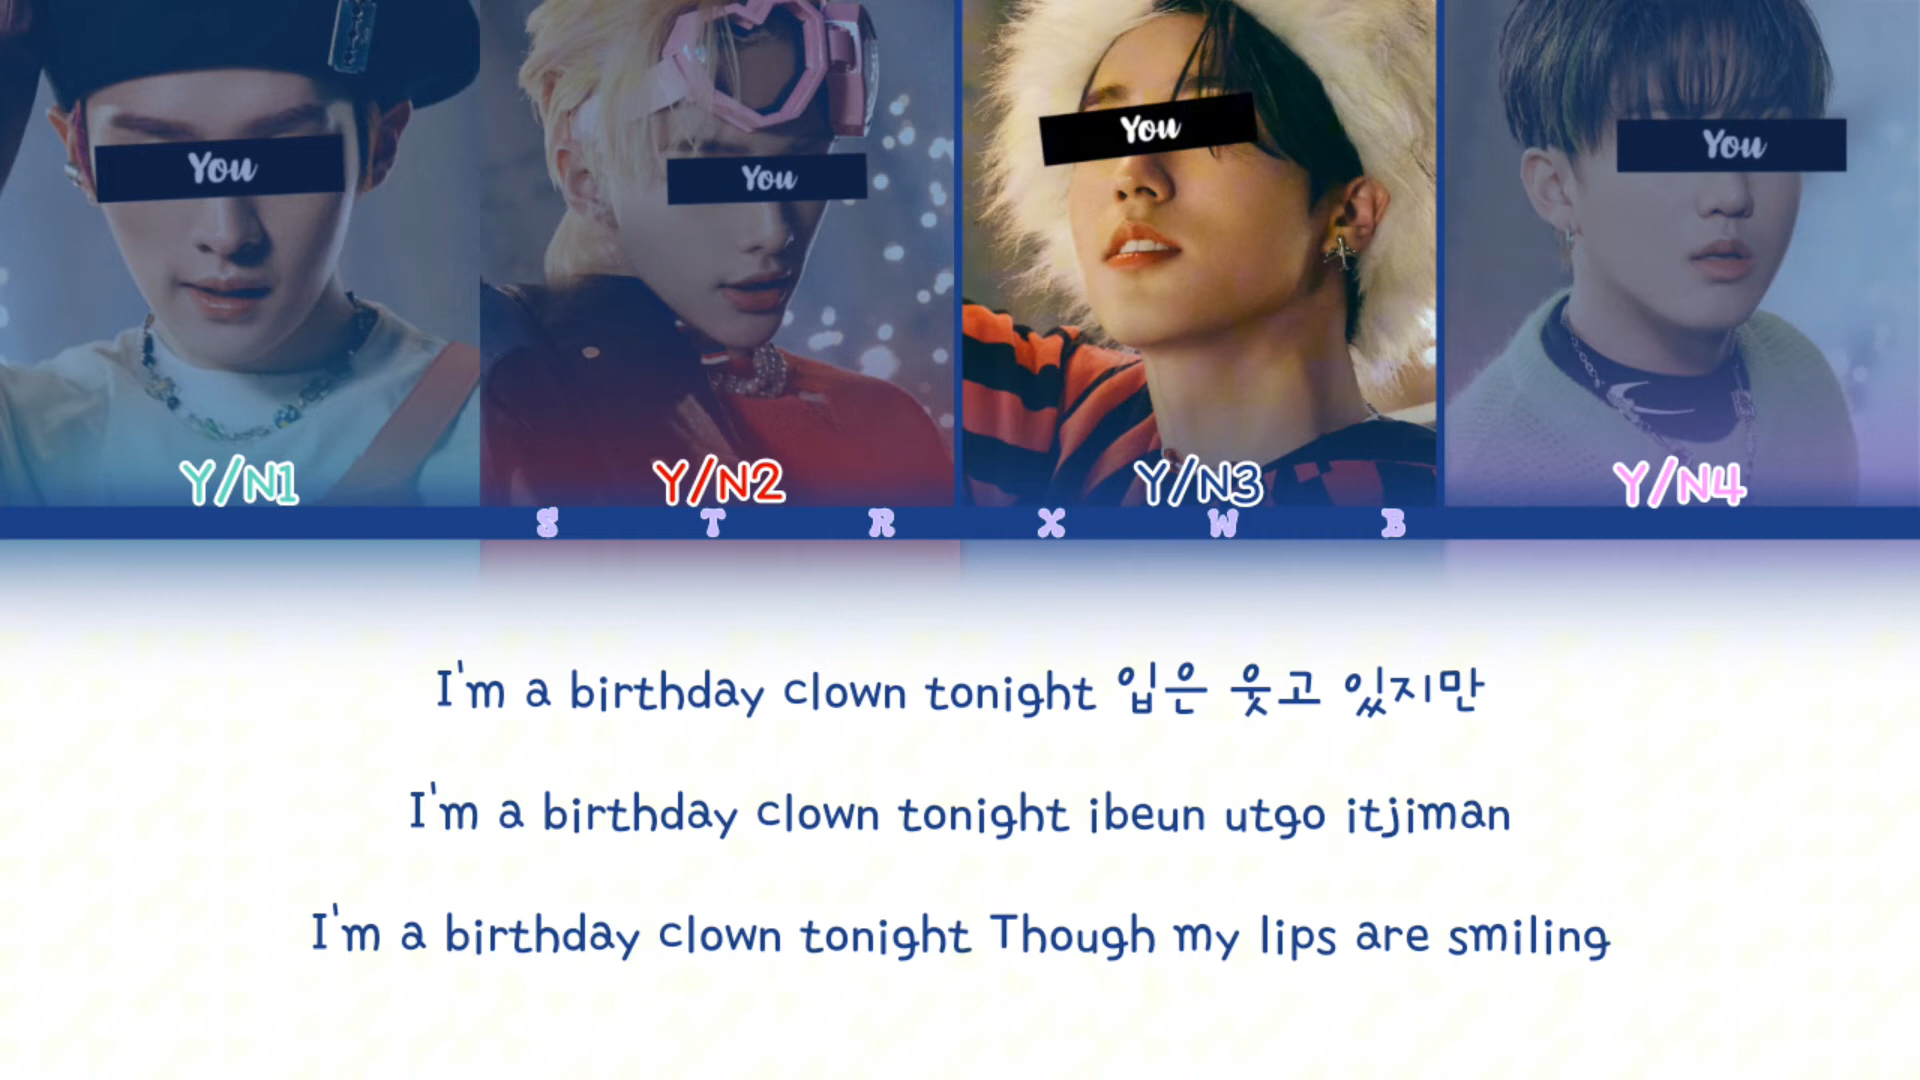 You
You
You
You
Y/N1
Y/N2
Y/N3
Y/N4
S T R X W B
I'm a birthday clown tonight 입은 웃고 있지만
I'm a birthday clown tonight ibeun utgo itjiman
I'm a birthday clown tonight Though my lips are smiling